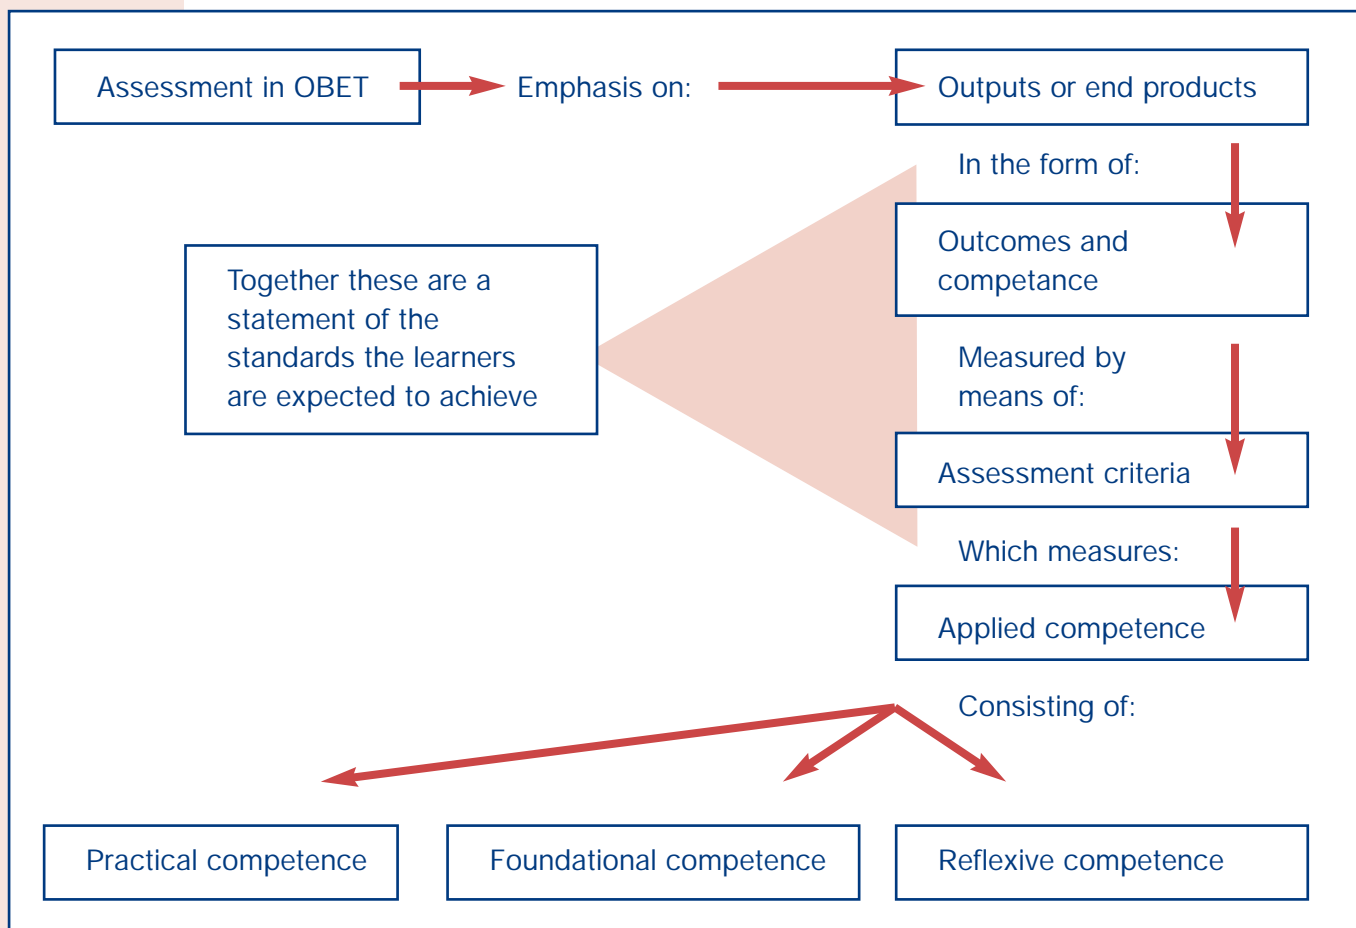 Assessment in OBET
Emphasis on:
Outputs or end products
In the form of:
Outcomes and
competance
Together these are a
statement of the
standards the learners
are expected to achieve
Measured by
means of:
Assessment criteria
Which measures:
Applied competence
Consisting of:
Practical competence
Foundational competence
Reflexive competence